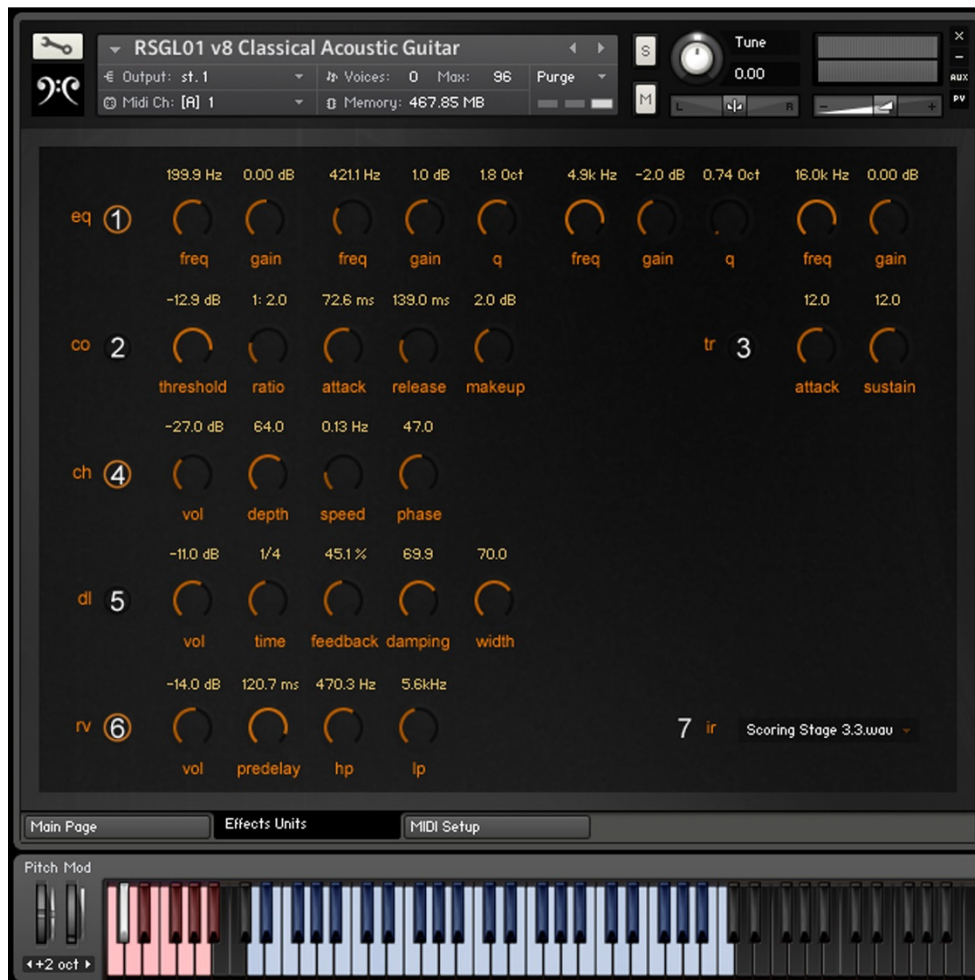 RSGL01 v8 Classical Acoustic Guitar
Output: st.1 Voices: 0 Max: 96 Purge
Midi Ch: [A] 1 Memory: 467.85 MB
S
M
Tune
0.00
L R
- +
×
-
AUX
PV
199.9 Hz 0.00 dB 421.1 Hz 1.0 dB 1.8 Oct 4.9k Hz -2.0 dB 0.74 Oct 16.0k Hz 0.00 dB
eq 1
freq gain freq gain q freq gain q freq gain
-12.9 dB 1: 2.0 72.6 ms 139.0 ms 2.0 dB 12.0 12.0
co 2 tr 3
threshold ratio attack release makeup attack sustain
-27.0 dB 64.0 0.13 Hz 47.0
ch 4
vol depth speed phase
-11.0 dB 1/4 45.1 % 69.9 70.0
dl 5
vol time feedback damping width
-14.0 dB 120.7 ms 470.3 Hz 5.6kHz
rv 6 7 ir Scoring Stage 3.3.wav
vol predelay hp lp
Main Page Effects Units MIDI Setup
Pitch Mod
+2 oct